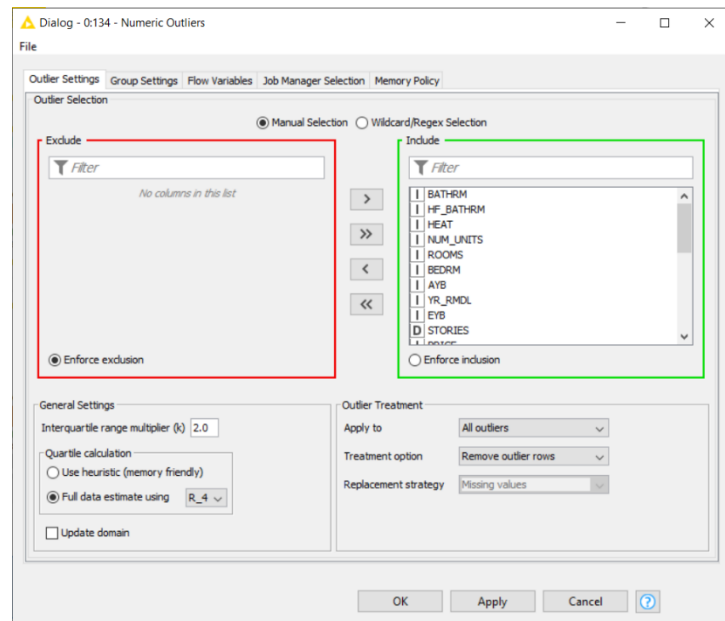 Dialog - 0:134 - Numeric Outliers
File
Outlier Settings Group Settings Flow Variables Job Manager Selection Memory Policy
Outlier Selection
Manual Selection Wildcard/Regex Selection
Exclude
Filter
No columns in this list
Enforce exclusion
>
>>
<
<<
Include
Filter
I BATHRM
I HF_BATHRM
I HEAT
I NUM_UNITS
I ROOMS
I BEDRM
I AYB
I YR_RMDL
I EYB
D STORIES
Enforce inclusion
General Settings
Interquartile range multiplier (k) 2.0
Quartile calculation
Use heuristic (memory friendly)
Full data estimate using R_4
Update domain
Outlier Treatment
Apply to All outliers
Treatment option Remove outlier rows
Replacement strategy Missing values
OK Apply Cancel ?